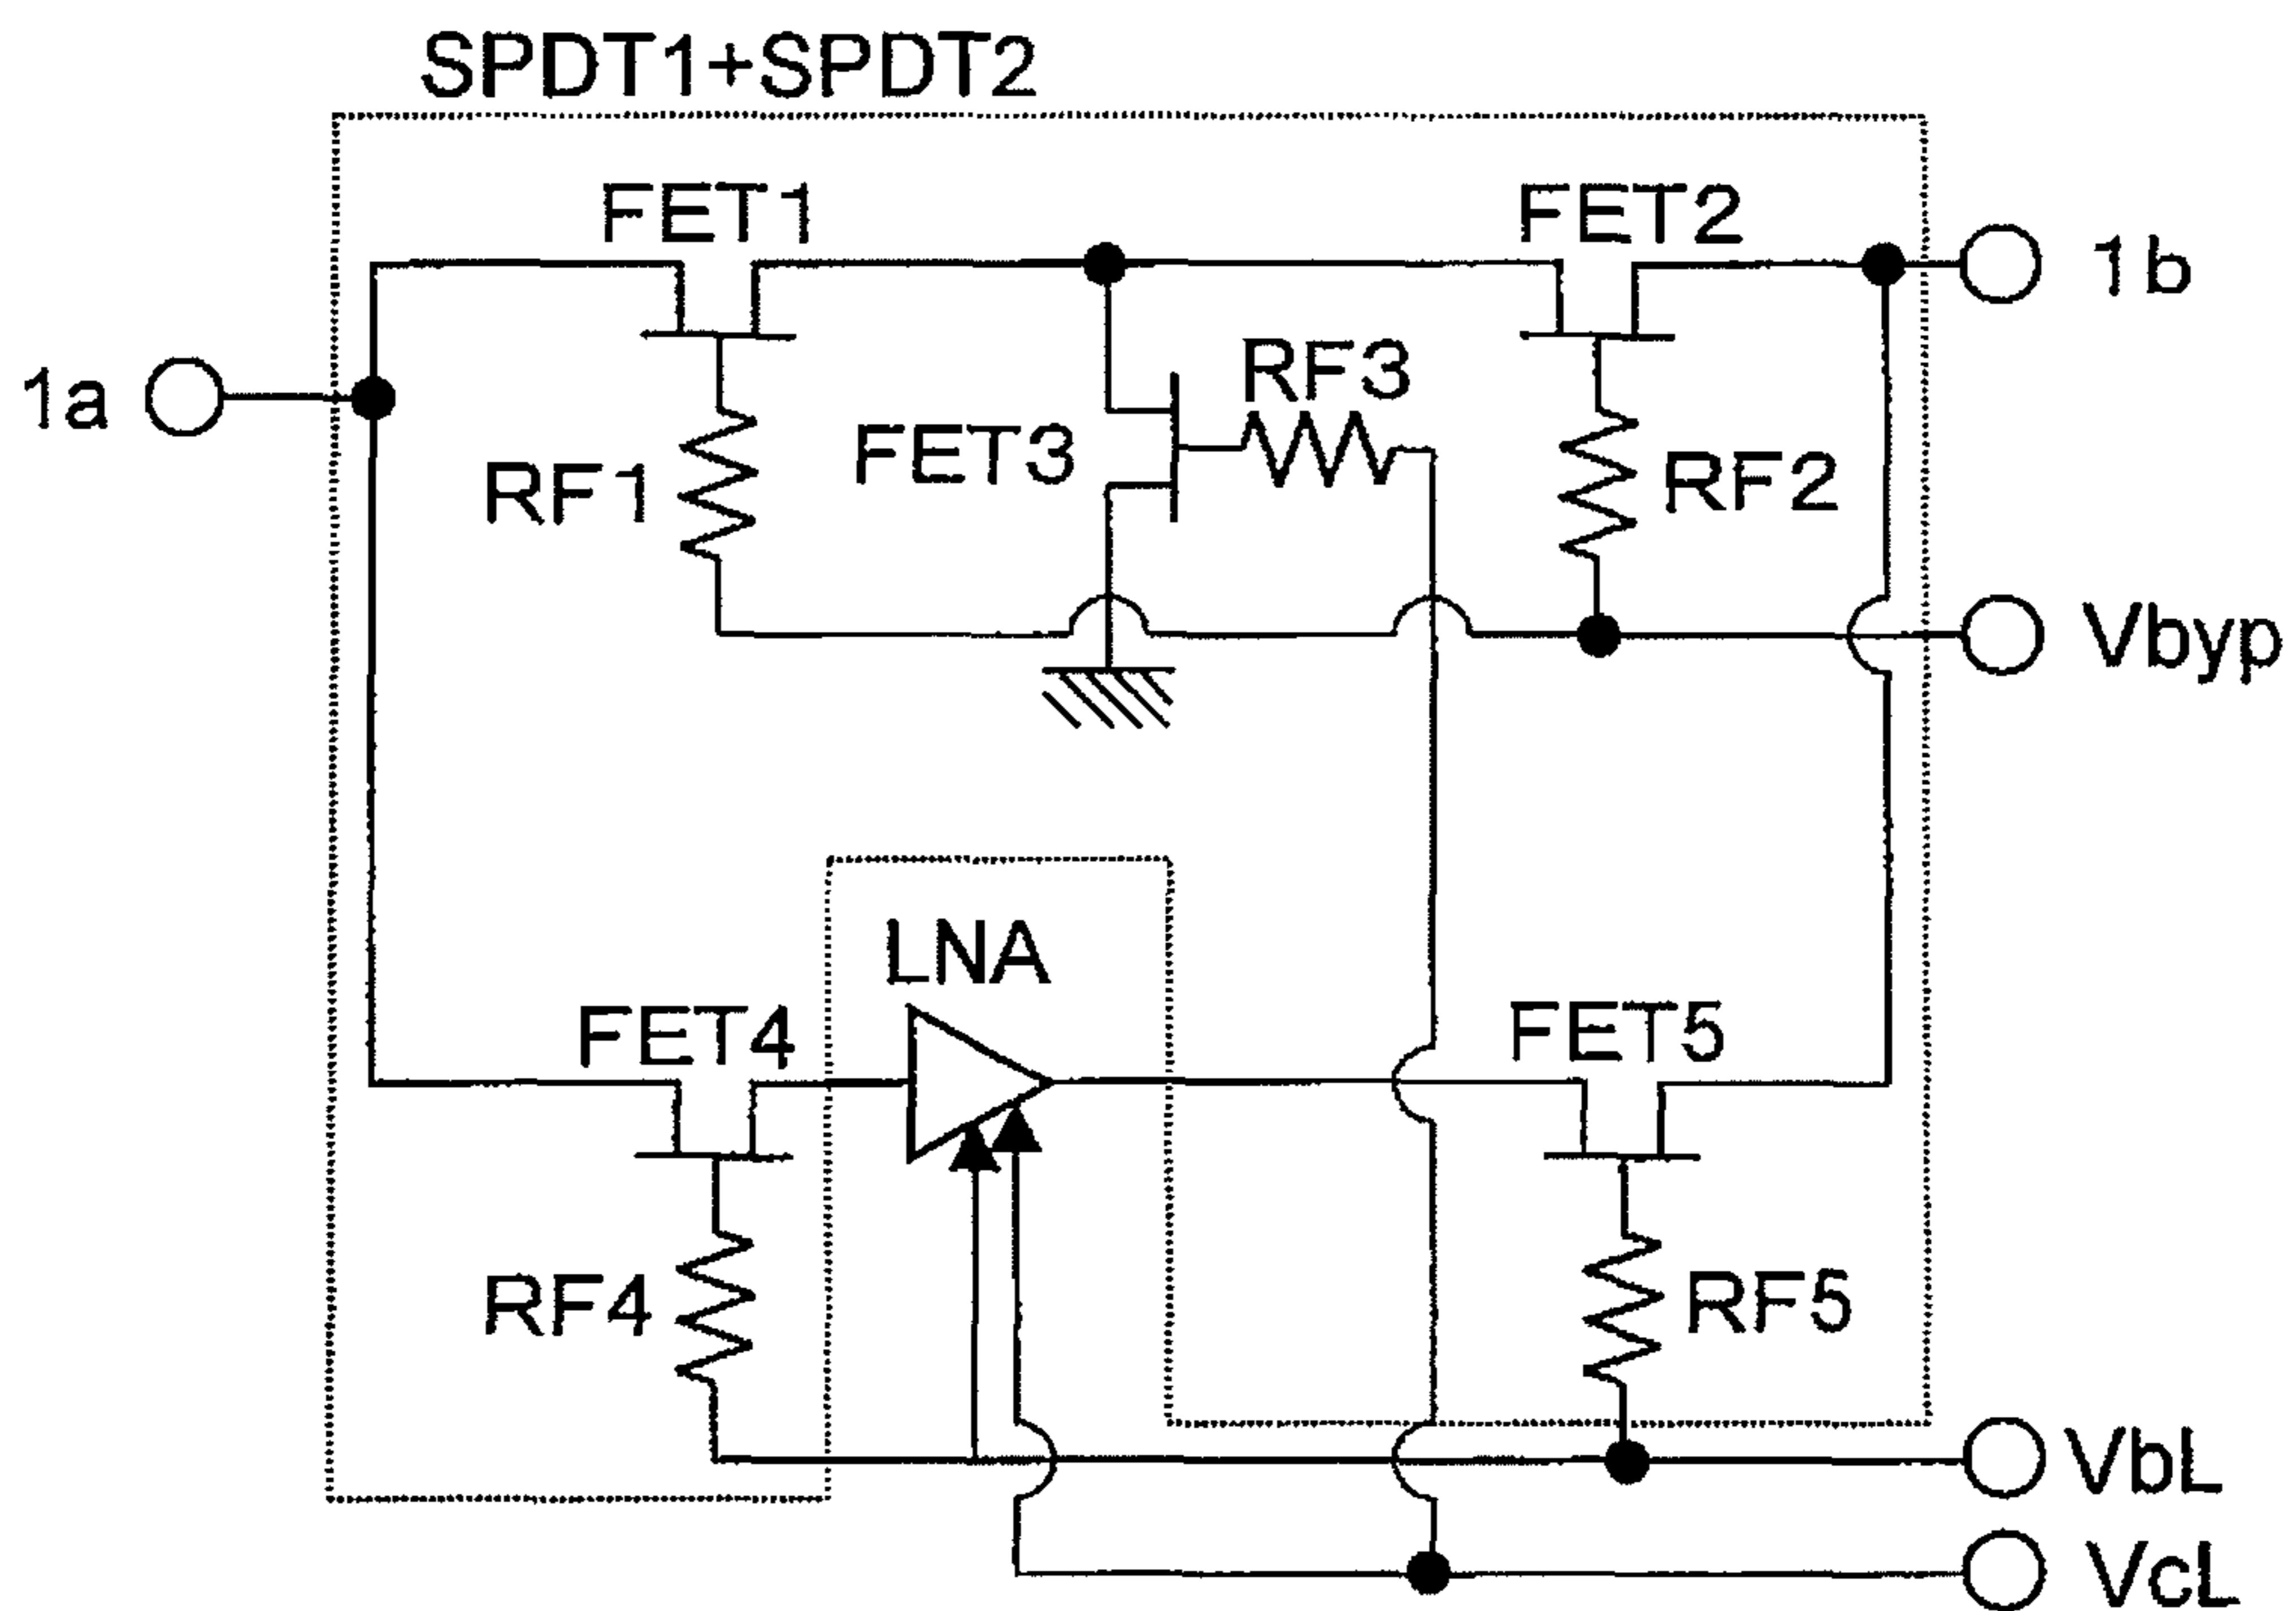 SPDT1+SPDT2
FET1
FET2
1b
1a
RF3
FET3
RF1
RF2
Vbyp
LNA
FET4
FET5
RF4
RF5
VbL
VcL